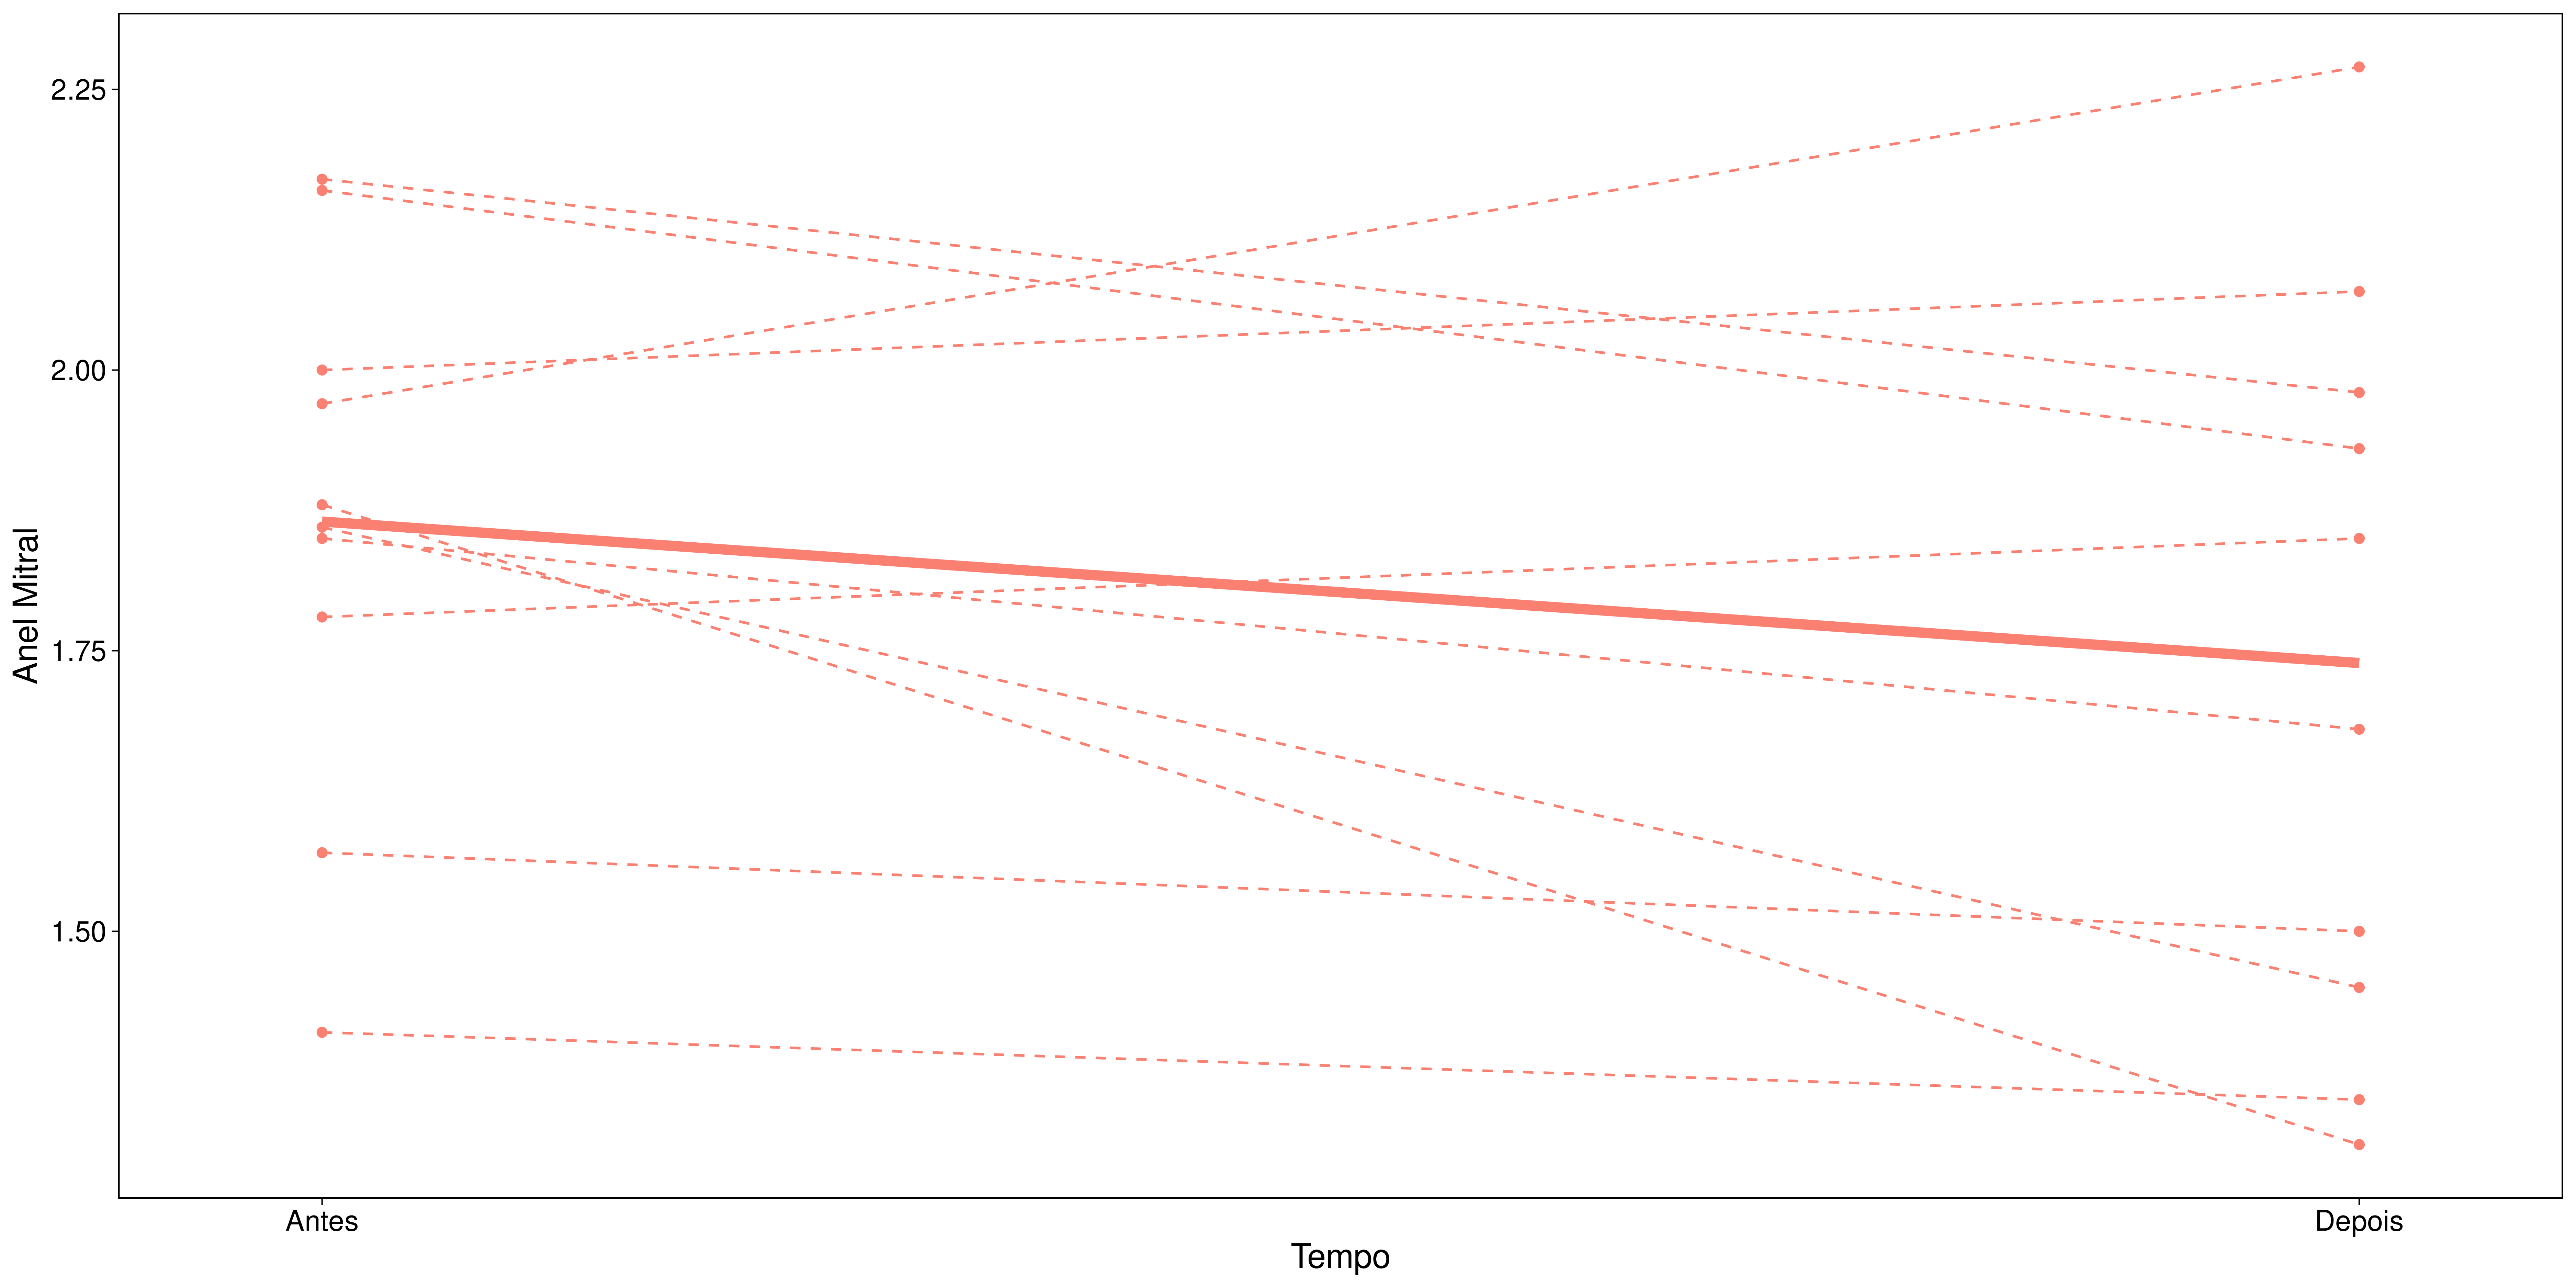 Anel Mitral
2.25
2.00
1.75
1.50
Antes
Depois
Tempo